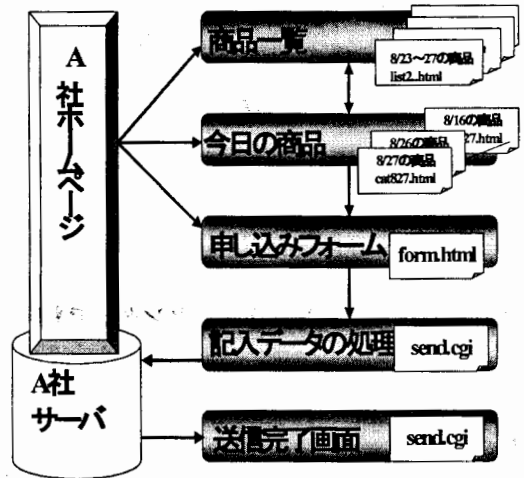 A
社ホームページ
A社
サーバ
商品一覧
8/23～27の商品
list2..html
今日の商品
8/16の商品
27.html
8/26の商品
8/27の商品
cat827.html
申し込みフォーム
form.html
記入データの処理
send.cgi
送信完了画面
send.cgi